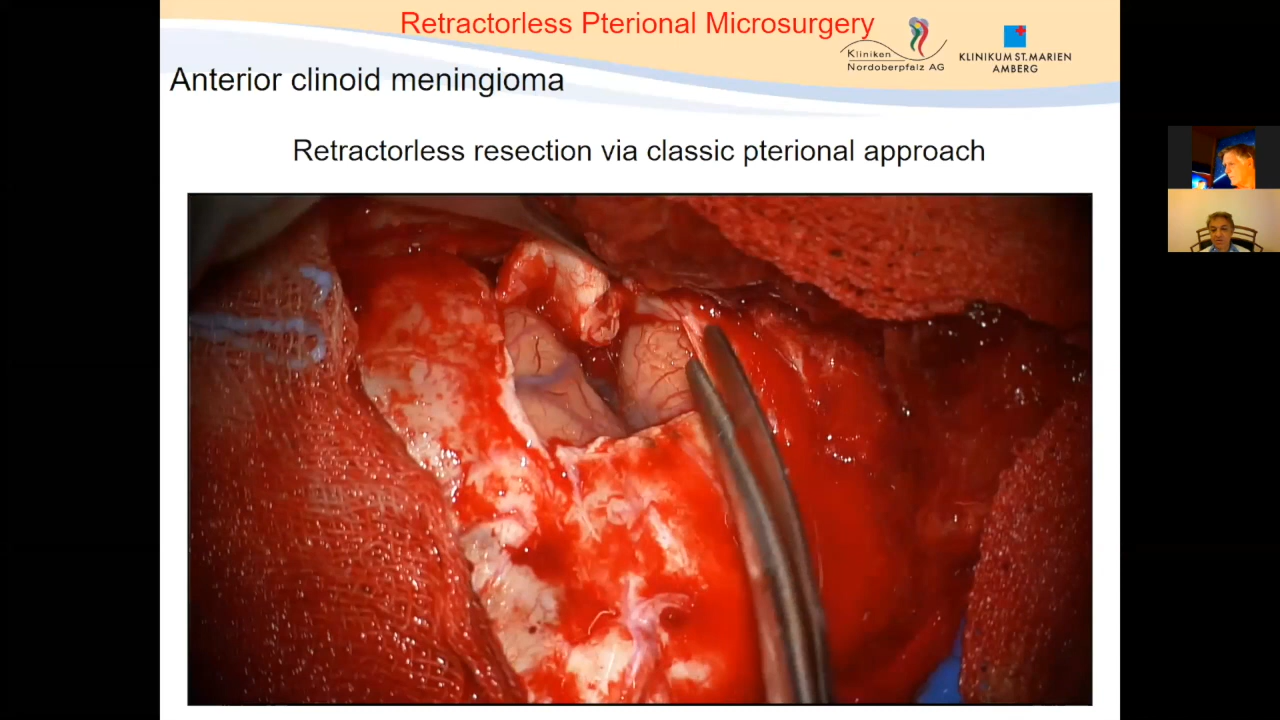 Retractorless Pterional Microsurgery
Kliniken
Nordoberpfalz AG
KLINIKUM ST. MARIEN
AMBERG
Anterior clinoid meningioma
Retractorless resection via classic pterional approach